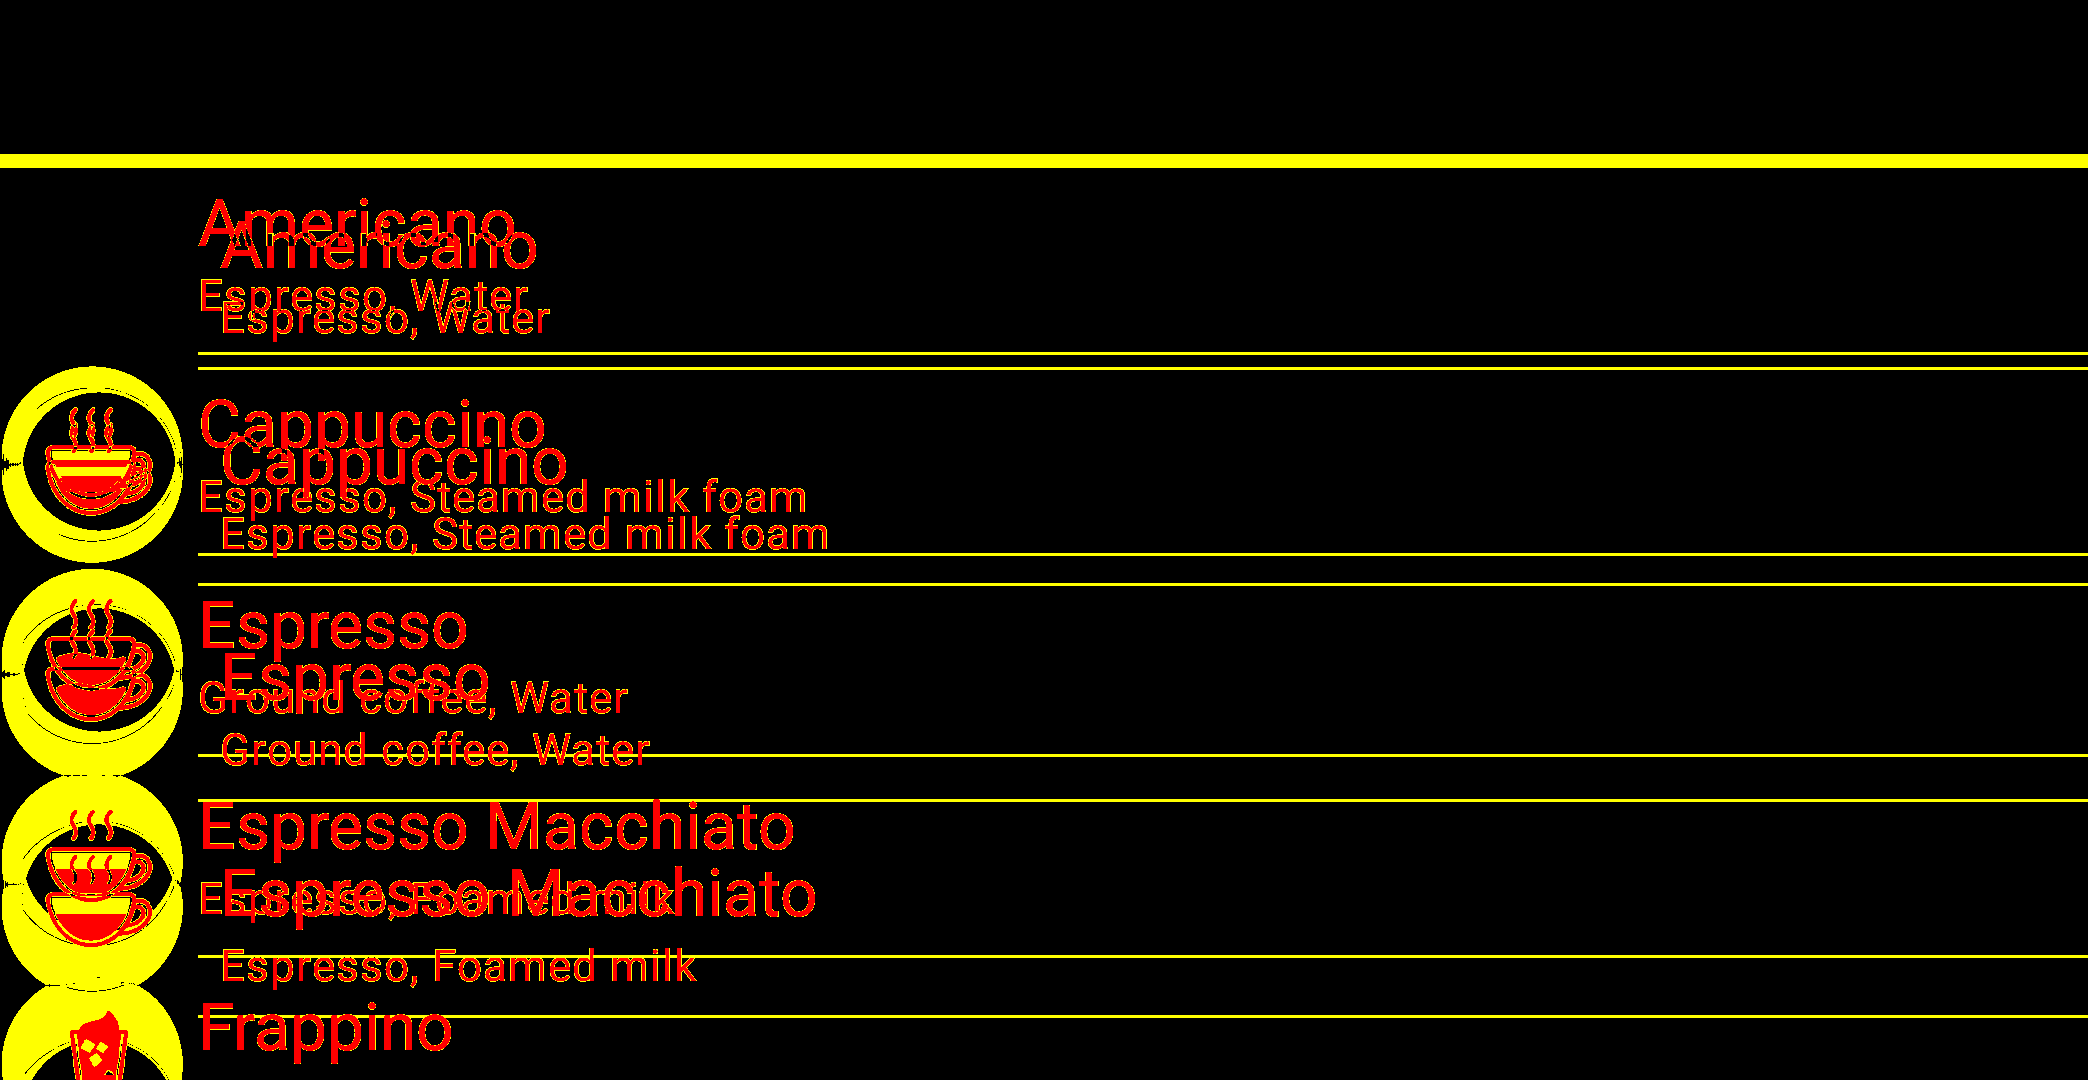 Americano
Americano
Espresso, Water
Espresso, Water
Cappuccino
Cappuccino
Espresso, Steamed milk foam
Espresso, Steamed milk foam
Espresso
Espresso
Ground coffee, Water
Ground coffee, Water
Espresso Macchiato
Espresso Macchiato
Espresso, Foamed milk
Espresso, Foamed milk
Frappino